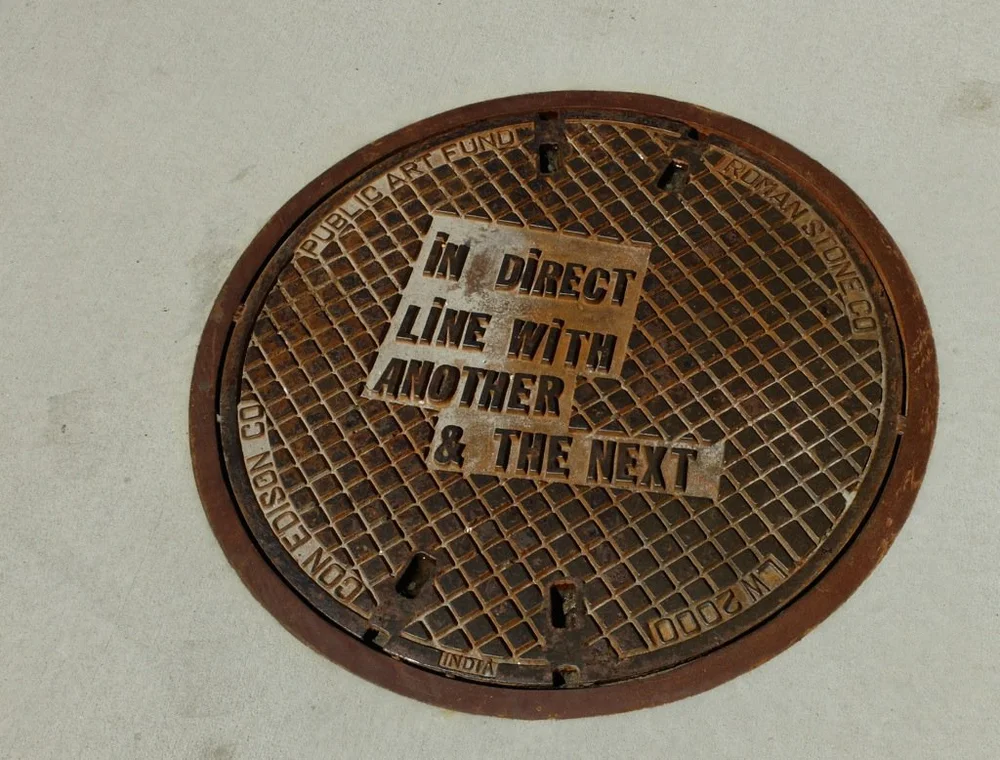 PUBLIC ART FUND
ROMAN STONE CO
iN DiRECT
LiNE WiTH
ANOTHER
& THE NEXT
CON EDISON CO
LW 2000
INDIA